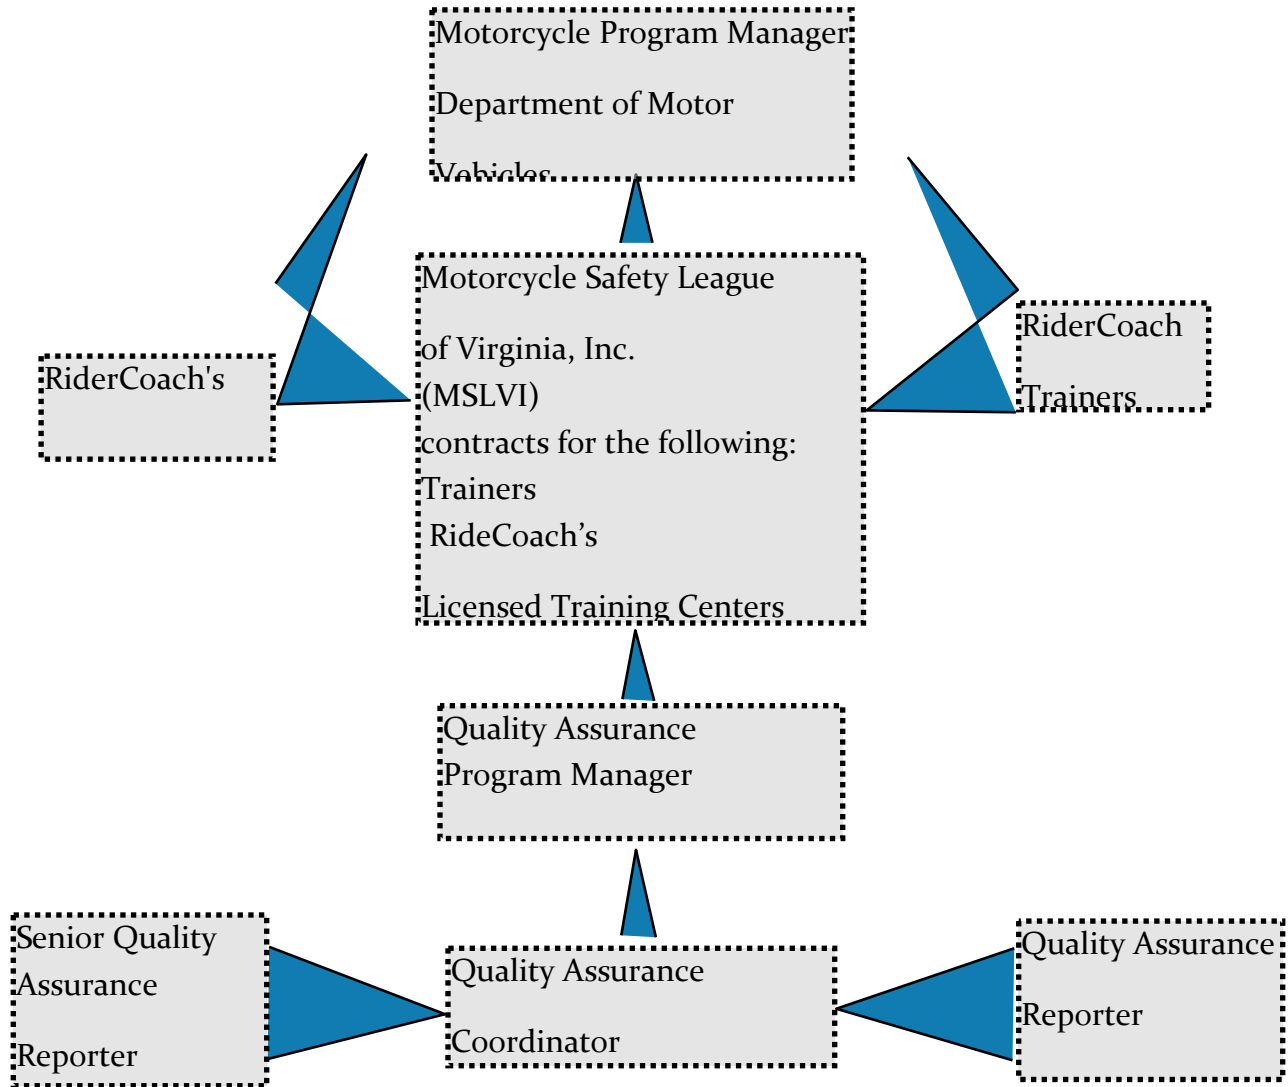 Motorcycle Program Manager
Department of Motor
Vehicles
Motorcycle Safety League
of Virginia, Inc.
(MSLVI)
contracts for the following:
Trainers
RideCoach’s
Licensed Training Centers
RiderCoach's
RiderCoach
Trainers
Quality Assurance
Program Manager
Senior Quality
Assurance
Reporter
Quality Assurance
Coordinator
Quality Assurance
Reporter